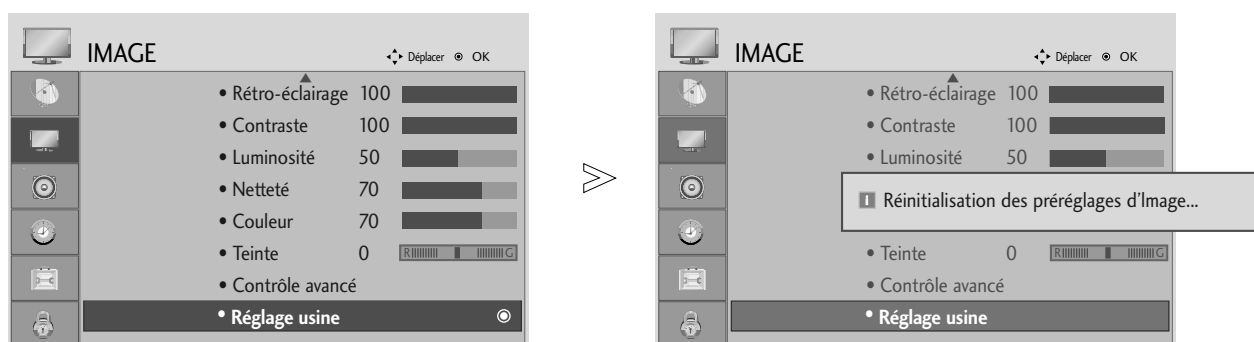 IMAGE Déplacer OK
• Rétro-éclairage 100
• Contraste 100
• Luminosité 50
• Netteté 70
• Couleur 70
• Teinte 0 R G
• Contrôle avancé
• Réglage usine
IMAGE Déplacer OK
• Rétro-éclairage 100
• Contraste 100
• Luminosité 50
Réinitialisation des préréglages d'Image...
• Teinte 0 R G
• Contrôle avancé
• Réglage usine